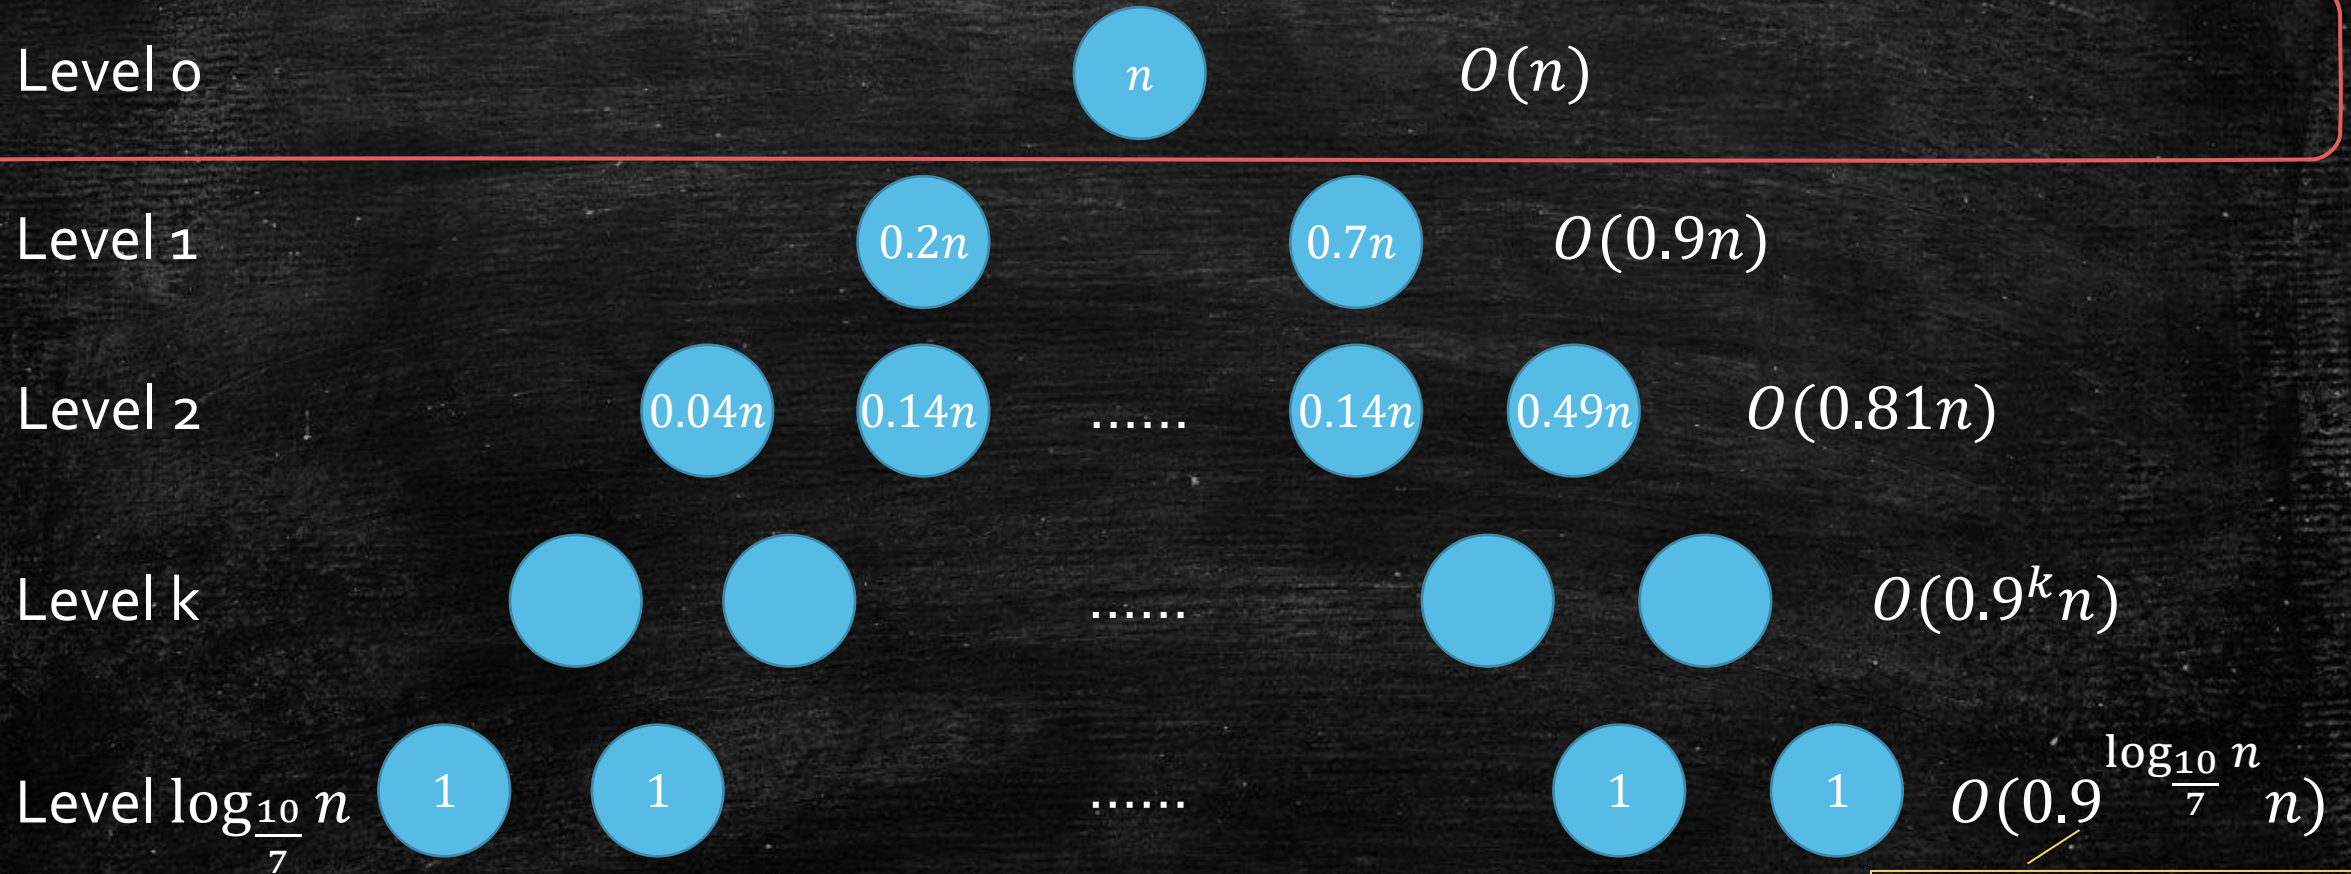 Level 0 n O(n)
Level 1 0.2n 0.7n O(0.9n)
Level 2 0.04n 0.14n ...... 0.14n 0.49n O(0.81n)
Level k ...... O(0.9^k n)
Level log_{10/7} n 1 1 ...... 1 1 O(0.9^{log_{10/7} n} n)